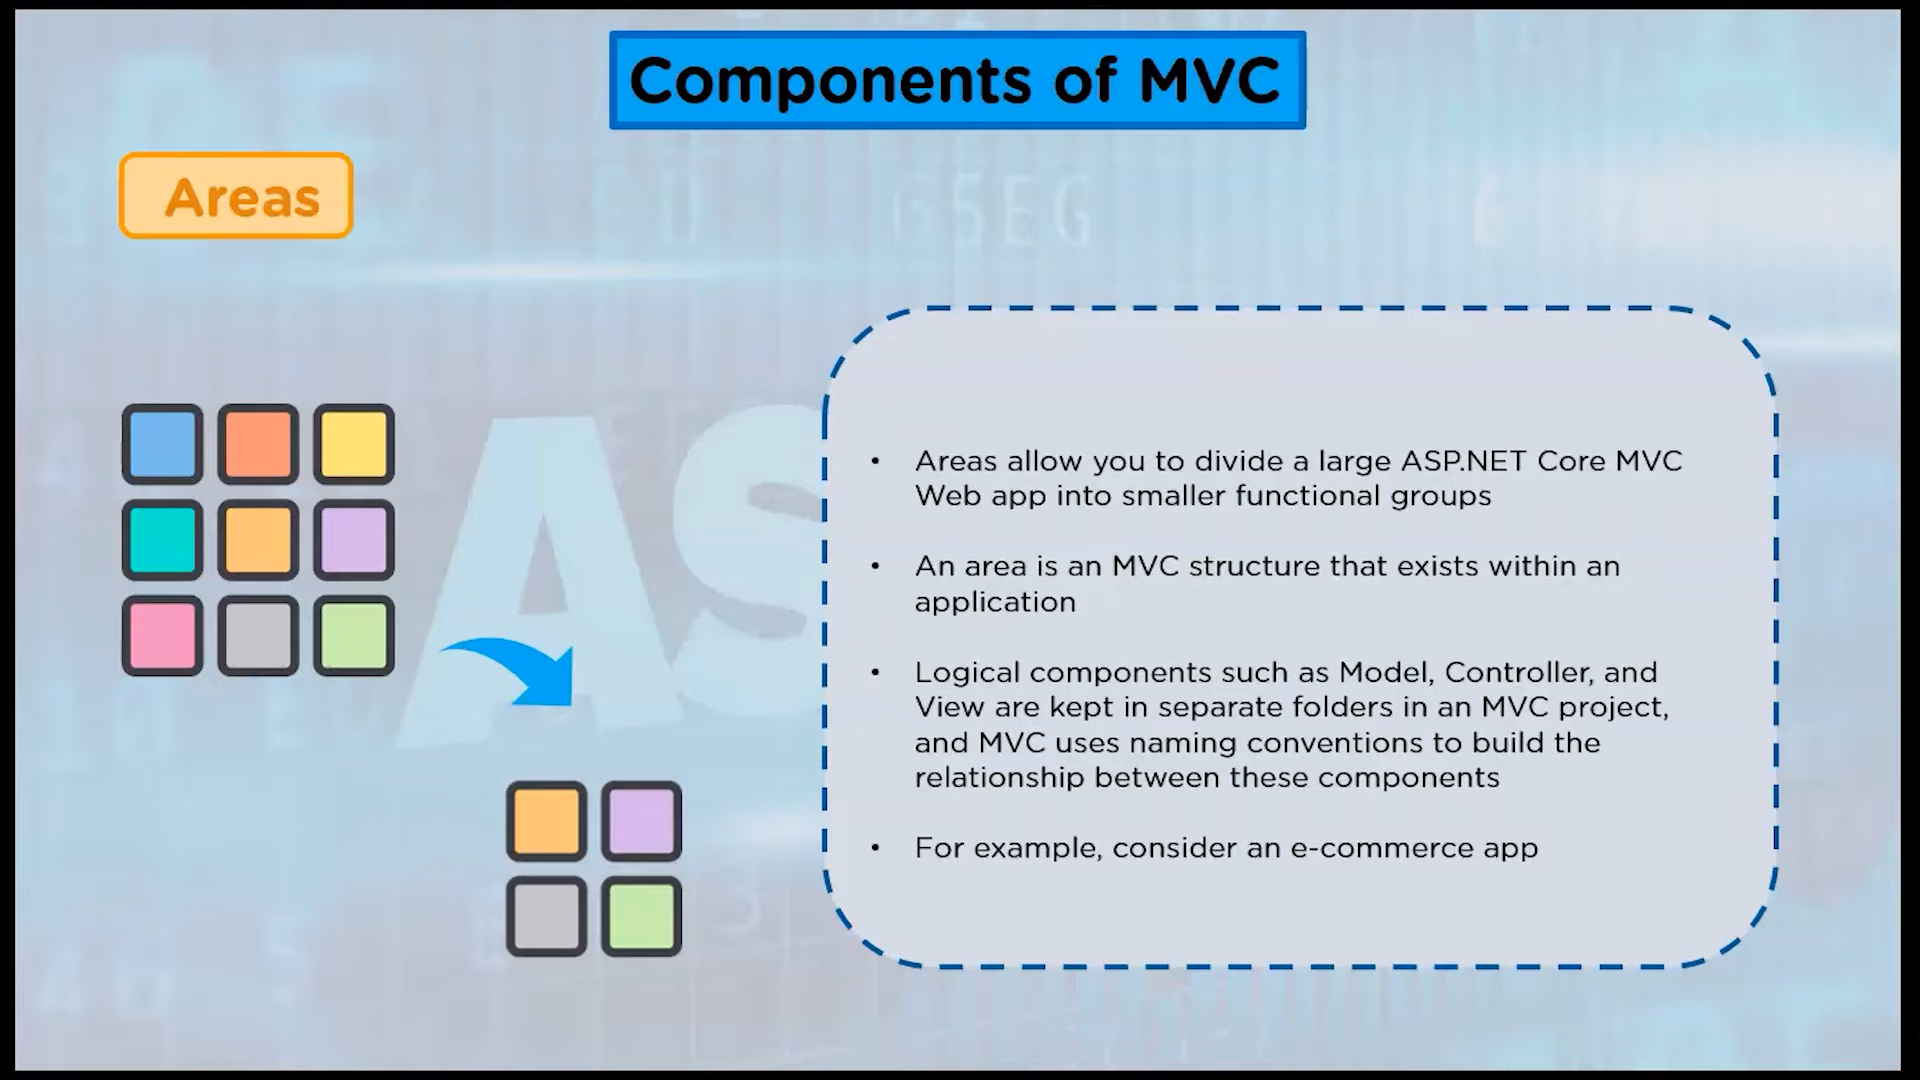 Components of MVC
Areas
GSEG
AS
• Areas allow you to divide a large ASP.NET Core MVC
Web app into smaller functional groups
• An area is an MVC structure that exists within an
application
• Logical components such as Model, Controller, and
View are kept in separate folders in an MVC project,
and MVC uses naming conventions to build the
relationship between these components
• For example, consider an e-commerce app